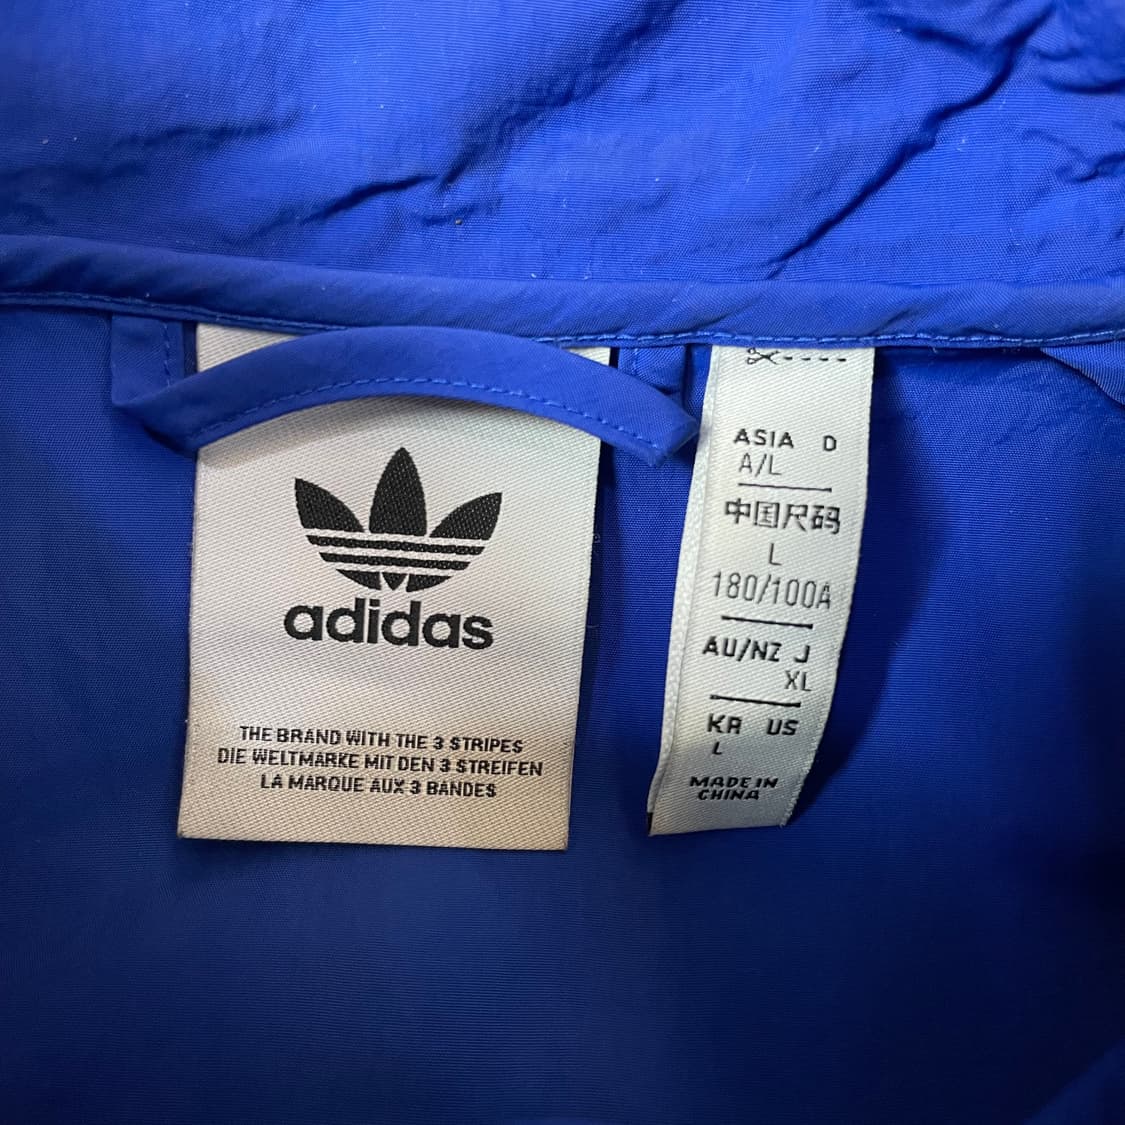 adidas
THE BRAND WITH THE 3 STRIPES
DIE WELTMARKE MIT DEN 3 STREIFEN
LA MARQUE AUX 3 BANDES
ASIA D
A/L
中国尺码
L
180/100A
AU/NZ J
XL
KR US
L
MADE IN
CHINA